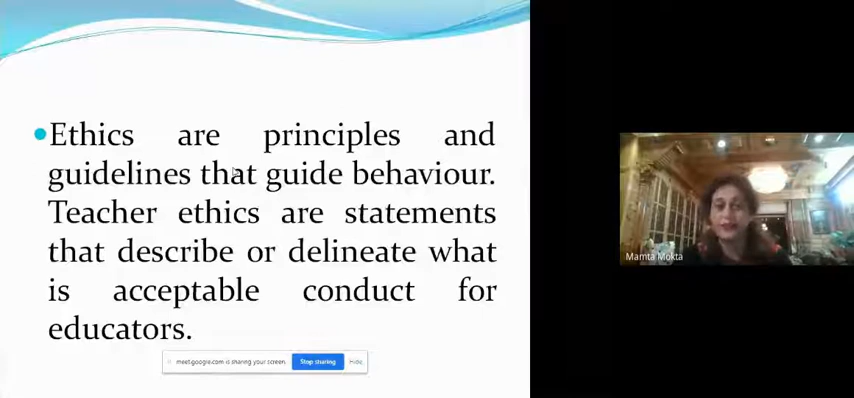 Ethics are principles and
guidelines that guide behaviour.
Teacher ethics are statements
that describe or delineate what
is acceptable conduct for
educators.
meet.google.com is sharing your screen. Stop sharing Hide
Mamta Mokta